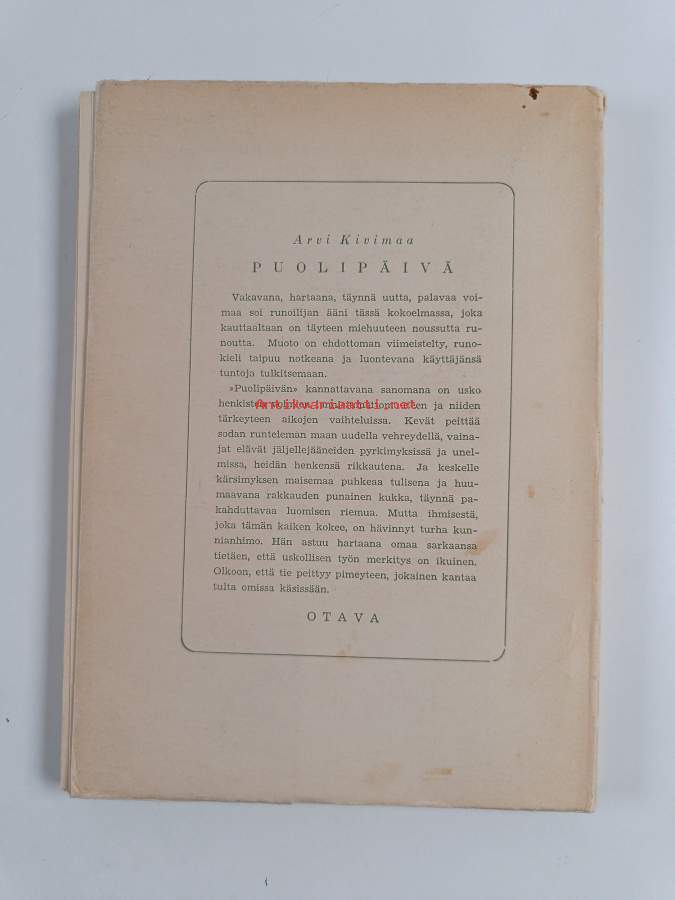 Arvi Kivimaa
PUOLIPÄIVÄ
Vakavana, hartaana, täynnä uutta, palavaa voi-
maa soi runoilijan ääni tässä kokoelmassa, joka
kauttaaltaan on täyteen miehuuteen noussutta ru-
noutta. Muoto on ehdottoman viimeistelty, runo-
kieli taipuu notkeana ja luontevana käyttäjänsä
tuntoja tulkitsemaan.
»Puolipäivän» kannattavana sanomana on usko
henkisten ja niiden
Antikvariaatti.net
tärkeyteen aikojen vaihteluissa. Kevät peittää
sodan runteleman maan uudella vehreydellä, vaina-
jat elävät jäljellejääneiden pyrkimyksissä ja unel-
missa, heidän henkensä rikkautena. Ja keskelle
kärsimyksen maisemaa puhkeaa tulisena ja huu-
maavana rakkauden punainen kukka, täynnä pa-
kahduttavaa luomisen riemua. Mutta ihmisestä,
joka tämän kaiken kokee, on hävinnyt turha kun-
nianhimo. Hän astuu hartaana omaa sarkaansa
tietäen, että uskollisen työn merkitys on ikuinen.
Olkoon, että tie peittyy pimeyteen, jokainen kantaa
tulta omissa käsissään.
OTAVA